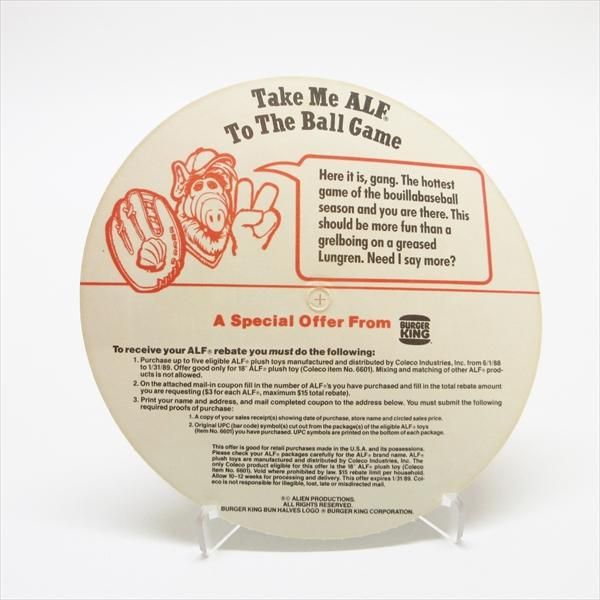 Take Me ALF®
To The Ball Game
Here it is, gang. The hottest
game of the bouillabaseball
season and you are there. This
should be more fun than a
grelboing on a greased
Lungren. Need I say more?
A Special Offer From
BURGER
KING
To receive your ALF® rebate you must do the following:
1. Purchase up to five eligible ALF® plush toys manufactured and distributed by Coleco Industries, Inc. from 6/1/88
to 1/31/89. Offer good only for 18" ALF® plush toy (Coleco item No. 6601). Mixing and matching of other ALF® prod-
ucts is not allowed.
2. On the attached mail-in coupon fill in the number of ALF®'s you have purchased and fill in the total rebate amount
you are requesting ($3 for each ALF®, maximum $15 total rebate).
3. Print your name and address, and mail completed coupon to the address below. You must submit the following
required proofs of purchase:
1. A copy of your sales receipt(s) showing date of purchase, store name and circled sales price.
2. Original UPC (bar code) symbol(s) cut out from the package(s) of the eligible ALF® toys
(Item No. 6601) you have purchased. UPC symbols are printed on the bottom of each package.
This offer is good for retail purchases made in the U.S.A. and its possessions.
Please check your ALF® packages carefully for the ALF® brand name. ALF®
plush toys are manufactured and distributed by Coleco Industries, Inc. The
only Coleco product eligible for this offer is the 18" ALF® plush toy (Coleco
Item No. 6601). Void where prohibited by law. $15 rebate limit per household.
Allow 10-12 weeks for processing and delivery. This offer expires 1/31/89. Col-
eco is not responsible for illegible, lost, late or misdirected mail.
®© ALIEN PRODUCTIONS.
ALL RIGHTS RESERVED.
BURGER KING BUN HALVES LOGO ® BURGER KING CORPORATION.